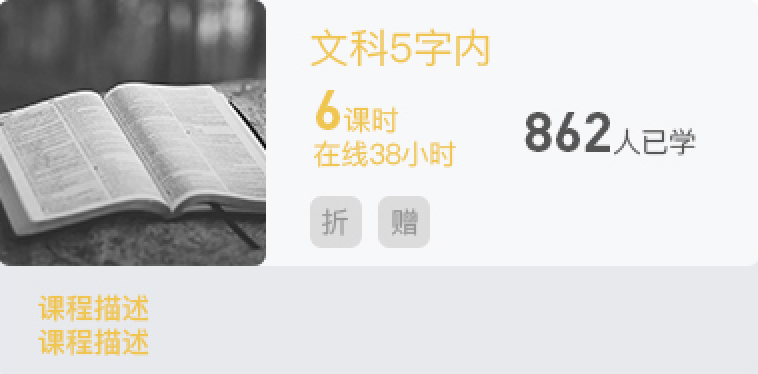 文科5字内
6课时
在线38小时
862人已学
折 赠
课程描述
课程描述